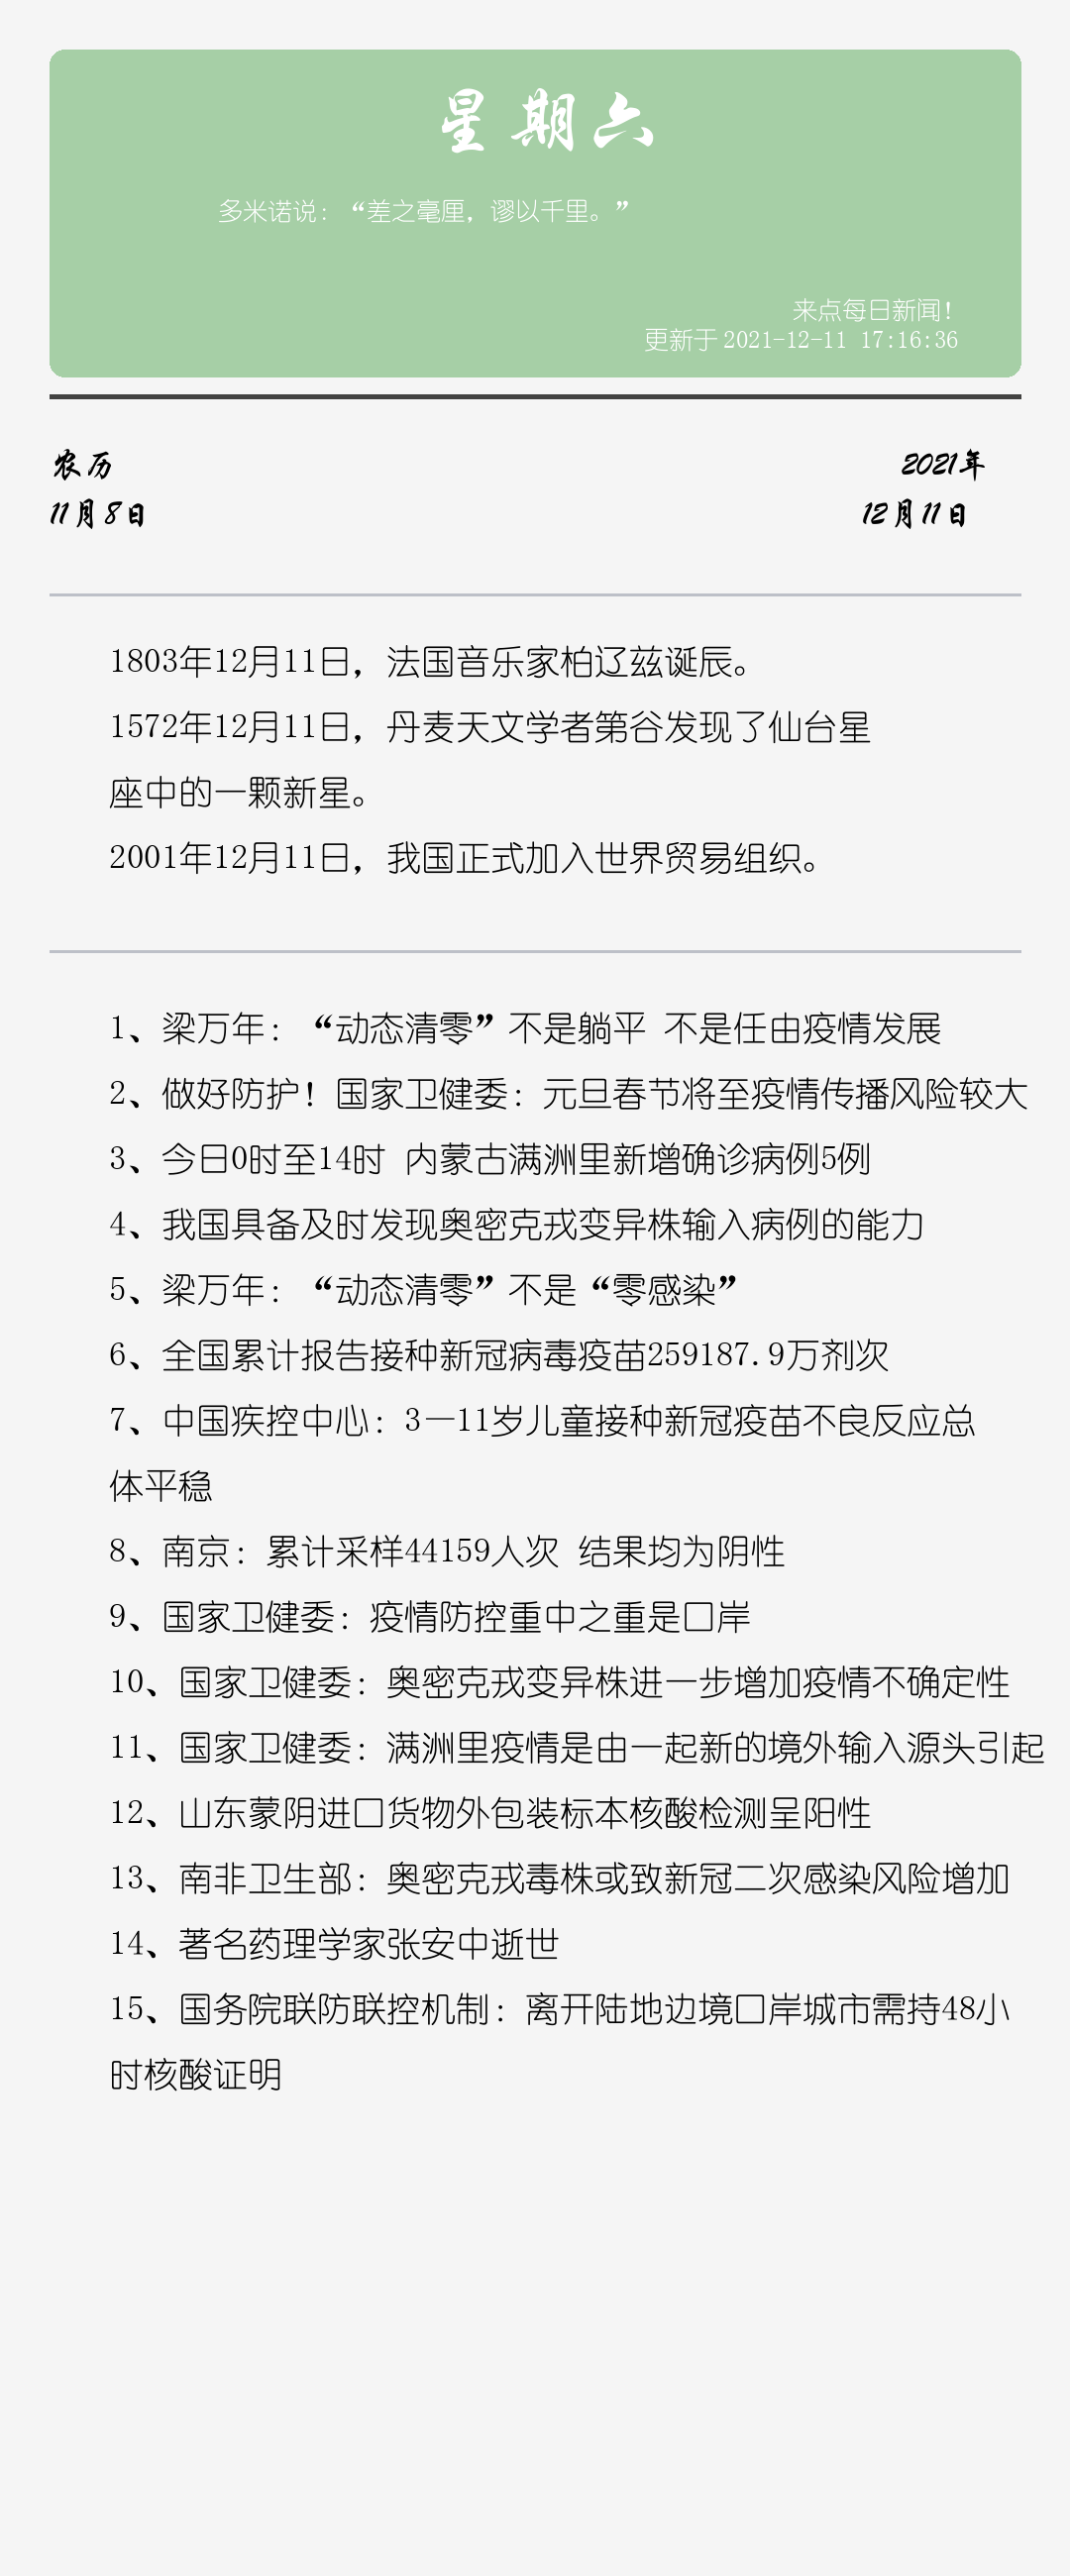 星期六
多米诺说：“差之毫厘，谬以千里。”
来点每日新闻！
更新于 2021-12-11 17:16:36
农历
11月8日
2021年
12月11日
1803年12月11日，法国音乐家柏辽兹诞辰。
1572年12月11日，丹麦天文学者第谷发现了仙台星
座中的一颗新星。
2001年12月11日，我国正式加入世界贸易组织。
1、梁万年：“动态清零”不是躺平 不是任由疫情发展
2、做好防护！国家卫健委：元旦春节将至疫情传播风险较大
3、今日0时至14时 内蒙古满洲里新增确诊病例5例
4、我国具备及时发现奥密克戎变异株输入病例的能力
5、梁万年：“动态清零”不是“零感染”
6、全国累计报告接种新冠病毒疫苗259187.9万剂次
7、中国疾控中心：3—11岁儿童接种新冠疫苗不良反应总
体平稳
8、南京：累计采样44159人次 结果均为阴性
9、国家卫健委：疫情防控重中之重是口岸
10、国家卫健委：奥密克戎变异株进一步增加疫情不确定性
11、国家卫健委：满洲里疫情是由一起新的境外输入源头引起
12、山东蒙阴进口货物外包装标本核酸检测呈阳性
13、南非卫生部：奥密克戎毒株或致新冠二次感染风险增加
14、著名药理学家张安中逝世
15、国务院联防联控机制：离开陆地边境口岸城市需持48小
时核酸证明